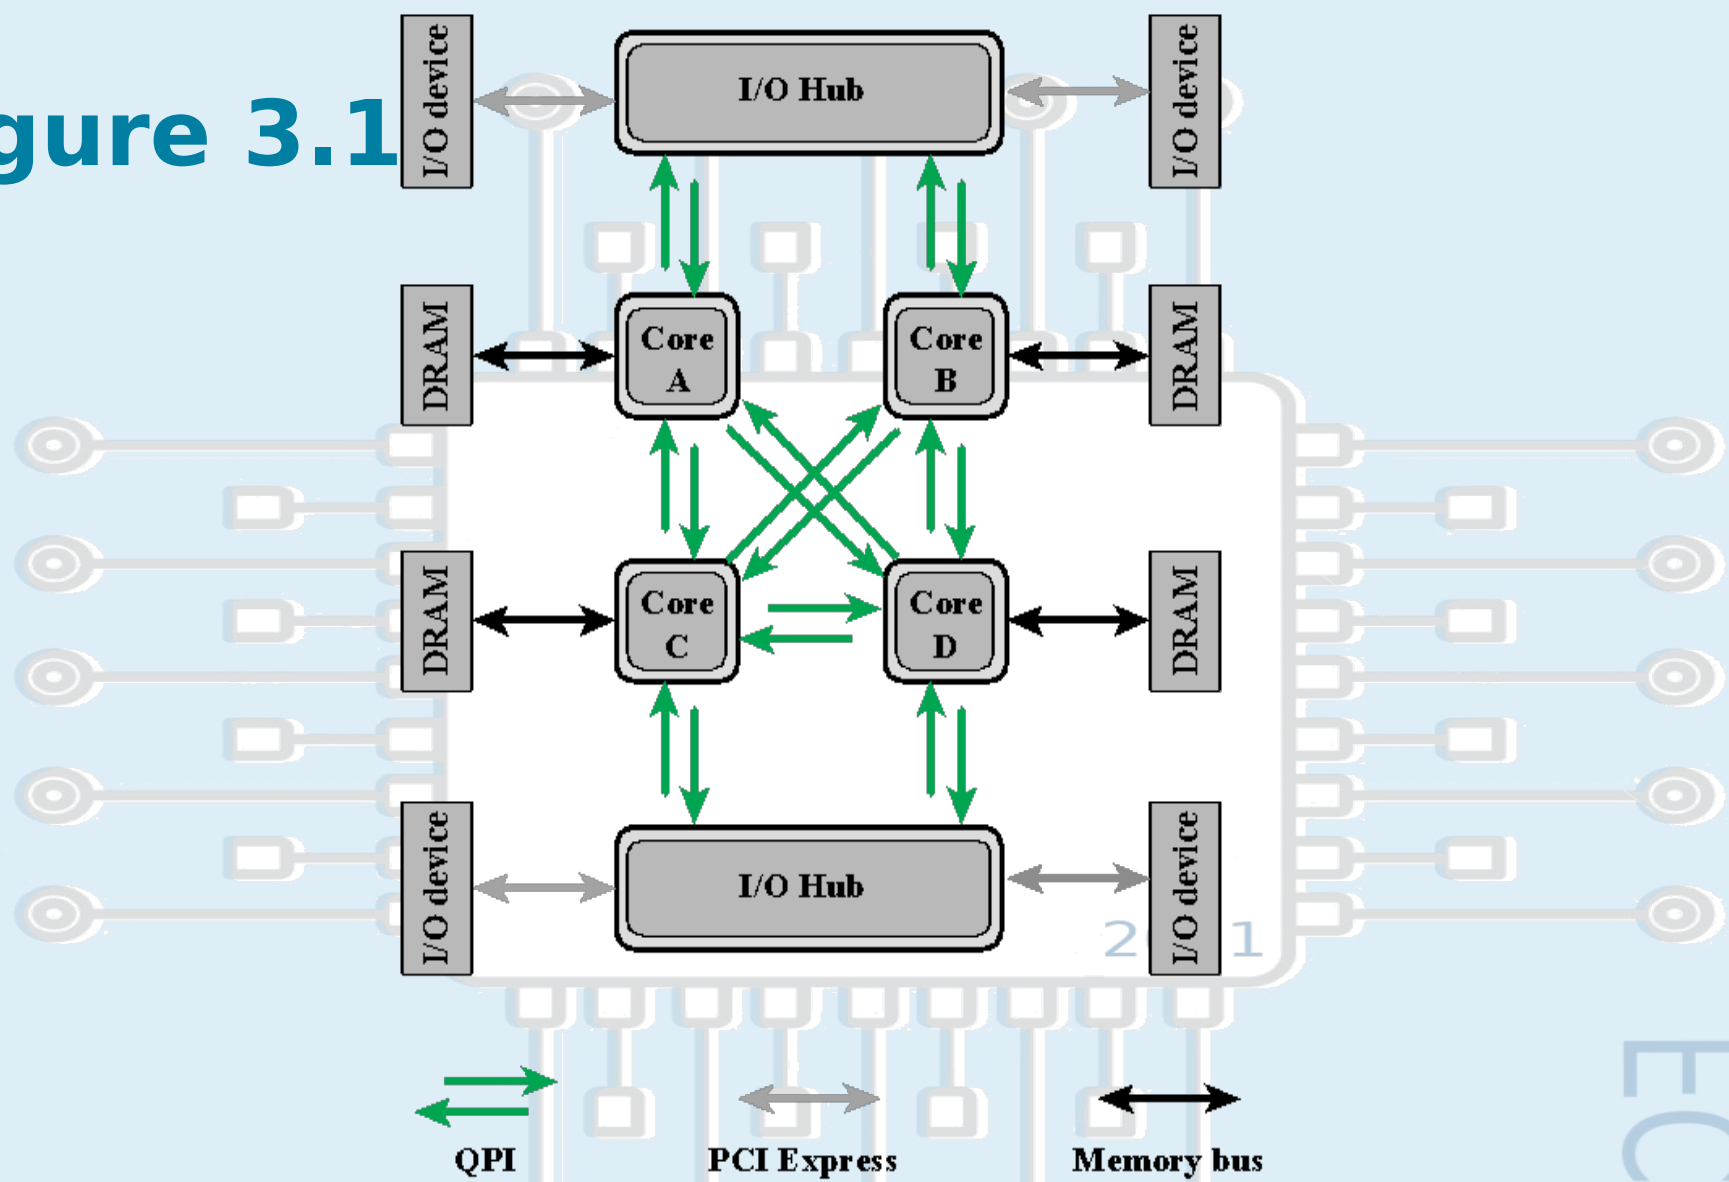 gure 3.1
I/O device
I/O Hub
I/O device
DRAM
Core
A
Core
B
DRAM
DRAM
Core
C
Core
D
DRAM
I/O device
I/O Hub
I/O device
QPI
PCI Express
Memory bus
EC